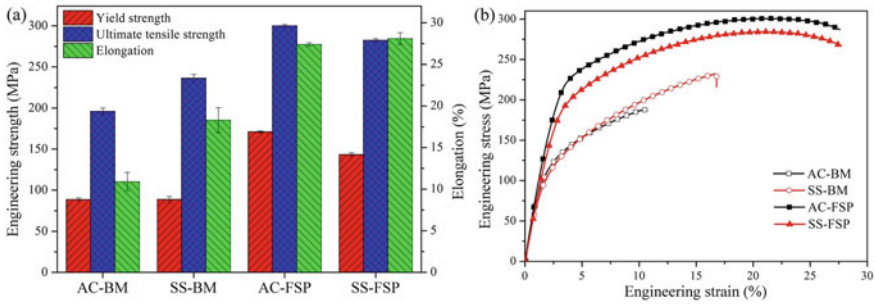 (a)
Yield strength
Ultimate tensile strength
Elongation
Engineering strength (MPa)
300
250
200
150
100
50
0
30
25
20
15
10
5
0
Elongation (%)
AC-BM SS-BM AC-FSP SS-FSP
(b)
Engineering stress (MPa)
300
250
200
150
100
50
0
AC-BM
SS-BM
AC-FSP
SS-FSP
0 5 10 15 20 25 30
Engineering strain (%)